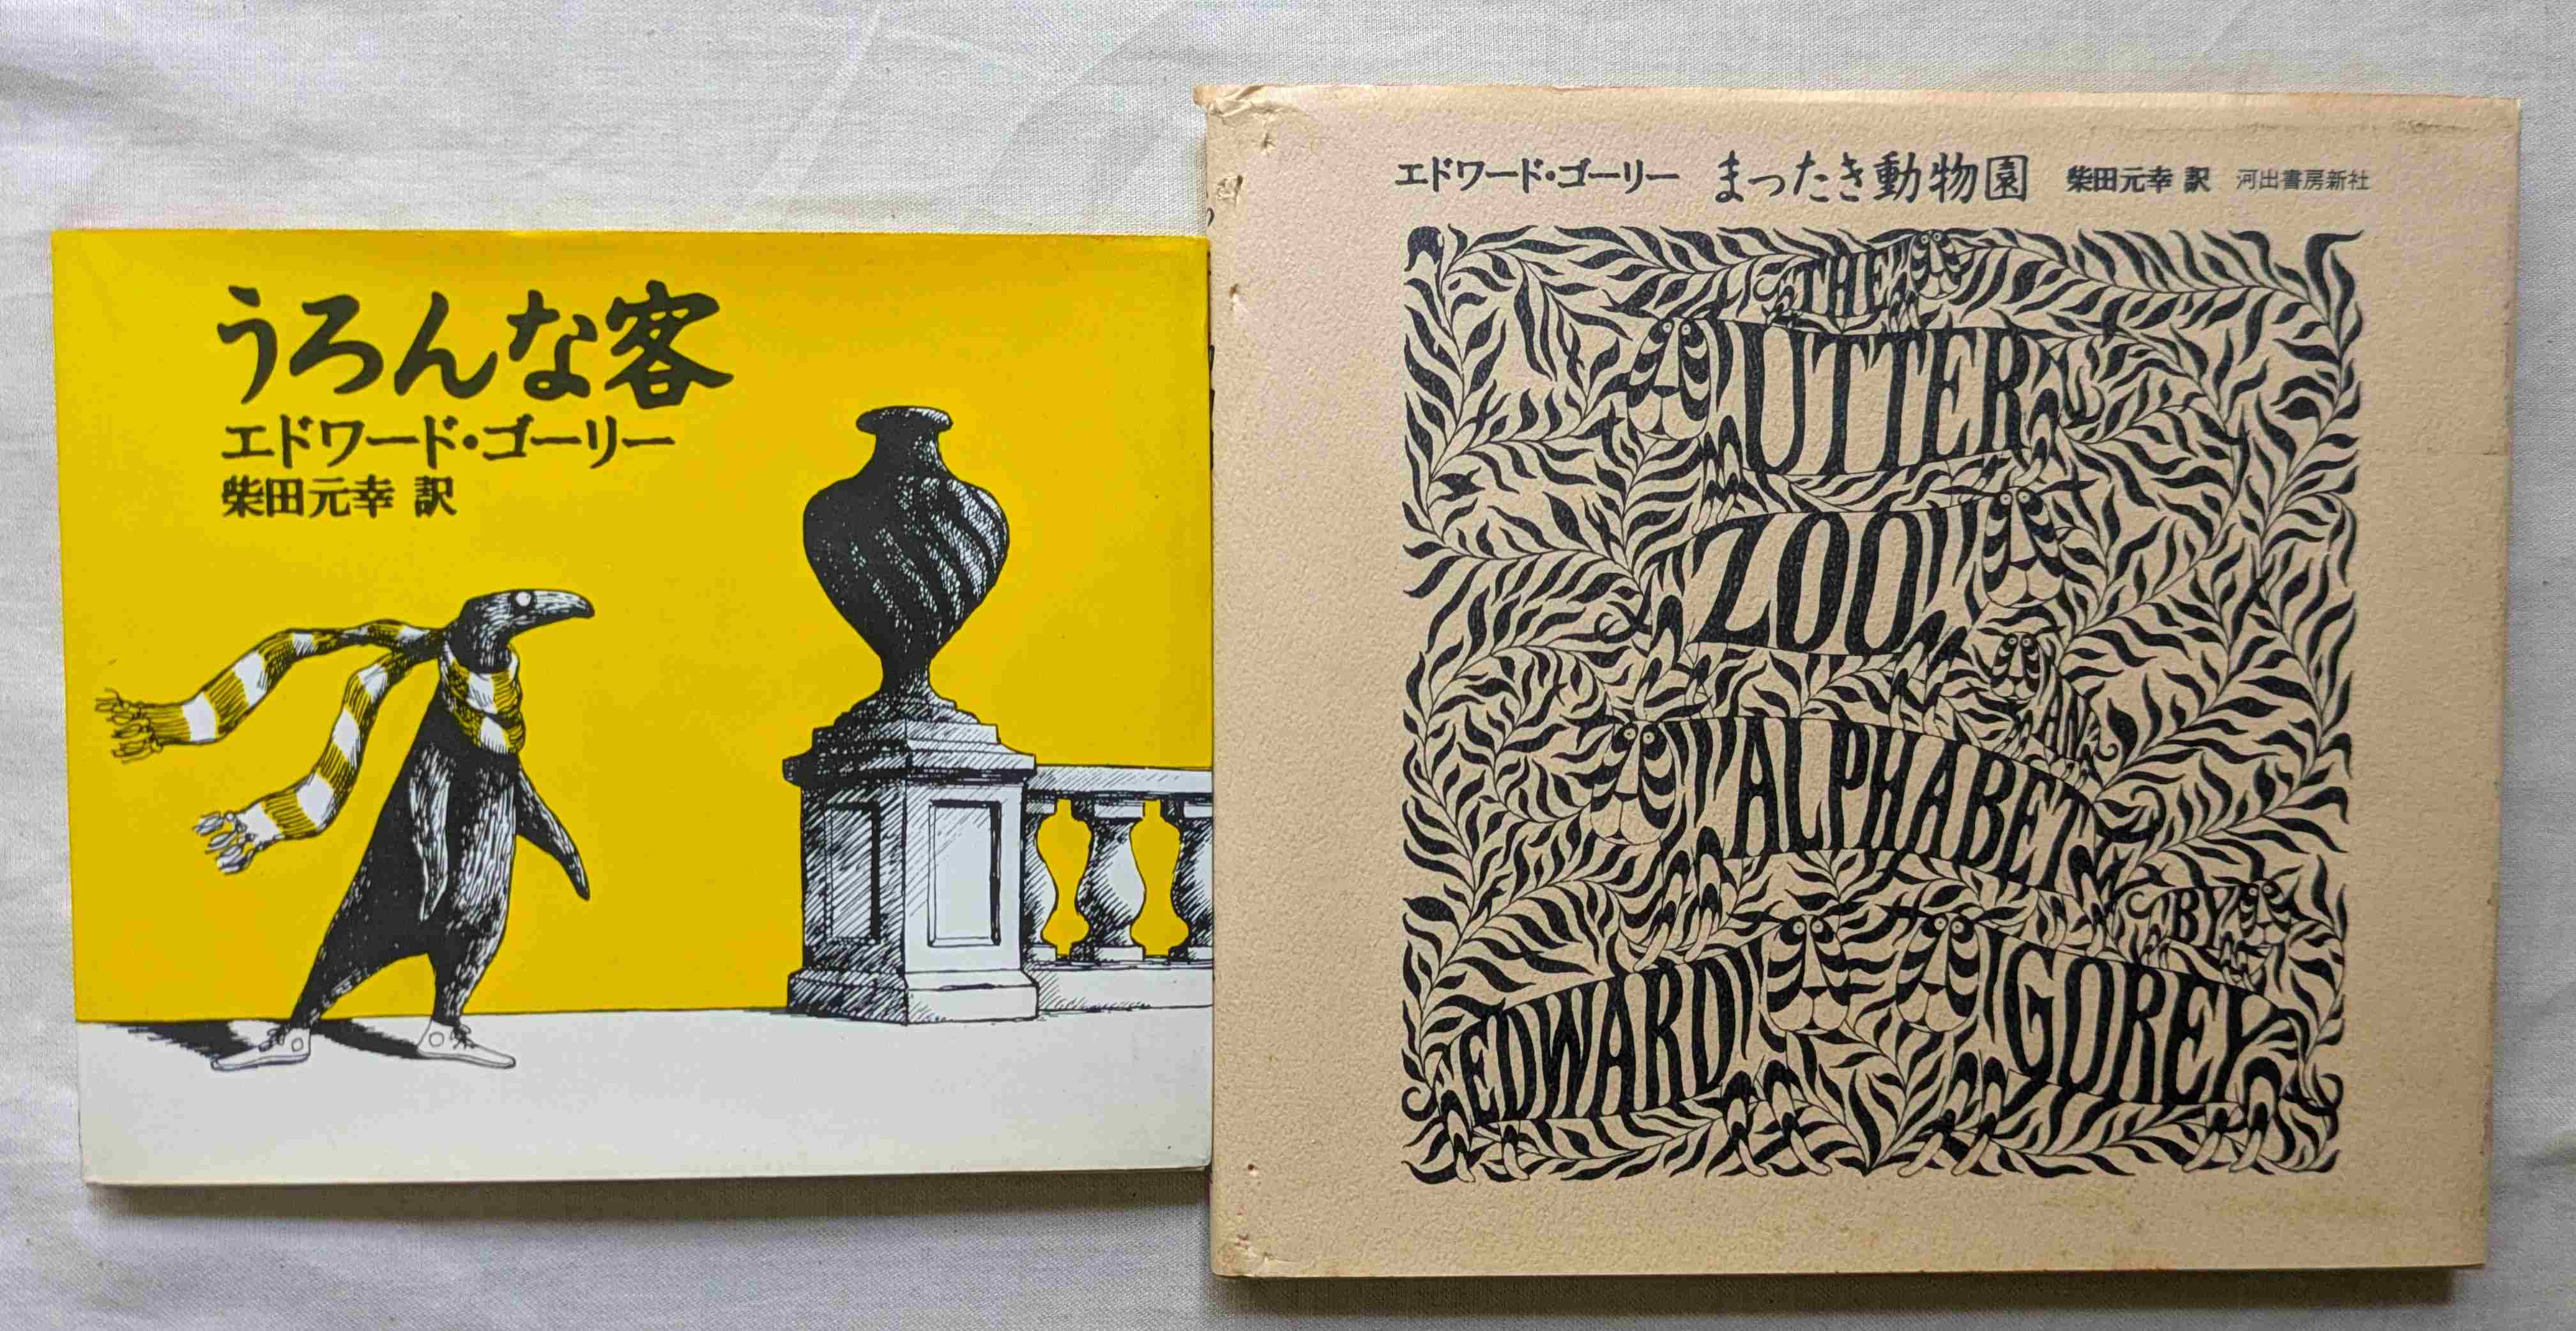 うろんな客
エドワード・ゴーリー
柴田元幸 訳
エドワード・ゴーリー まったき動物園 柴田元幸 訳 河出書房新社
THE
UTTER
ZOO
AN
ALPHABET
BY
EDWARD GOREY